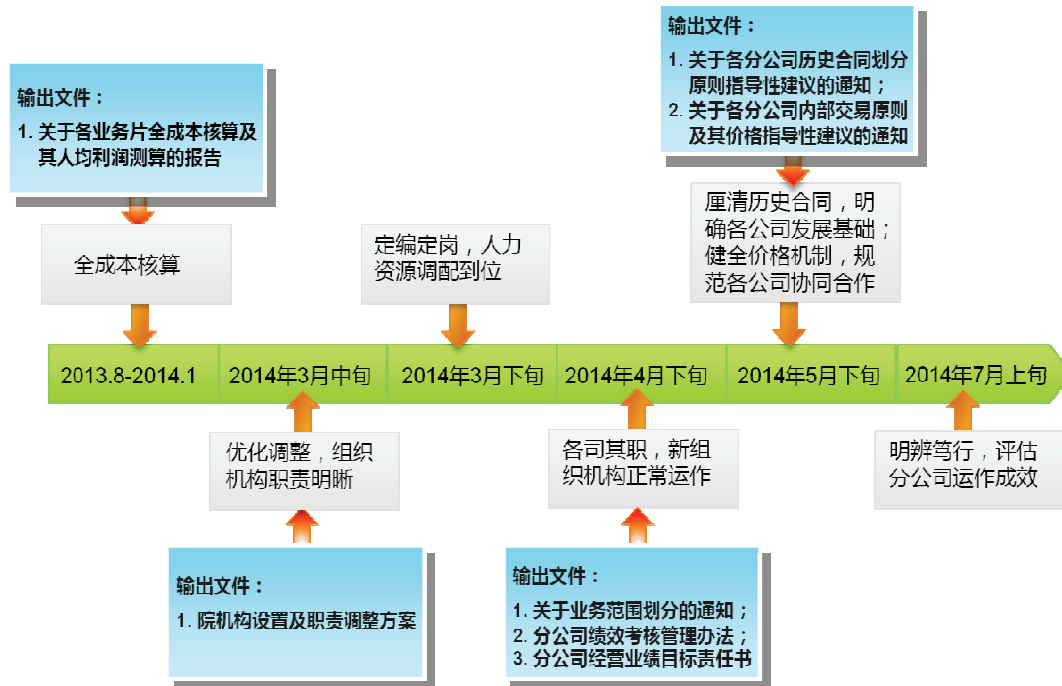 输出文件：
1. 关于各分公司历史合同划分
原则指导性建议的通知；
2. 关于各分公司内部交易原则
及其价格指导性建议的通知
输出文件：
1. 关于各业务片全成本核算及
其人均利润测算的报告
全成本核算
定编定岗，人力
资源调配到位
厘清历史合同，明
确各公司发展基础；
健全价格机制，规
范各公司协同合作
2013.8-2014.1
2014年3月中旬
2014年3月下旬
2014年4月下旬
2014年5月下旬
2014年7月上旬
优化调整，组织
机构职责明晰
各司其职，新组
织机构正常运作
明辨笃行，评估
分公司运作成效
输出文件：
1. 院机构设置及职责调整方案
输出文件：
1. 关于业务范围划分的通知；
2. 分公司绩效考核管理办法；
3. 分公司经营业绩目标责任书